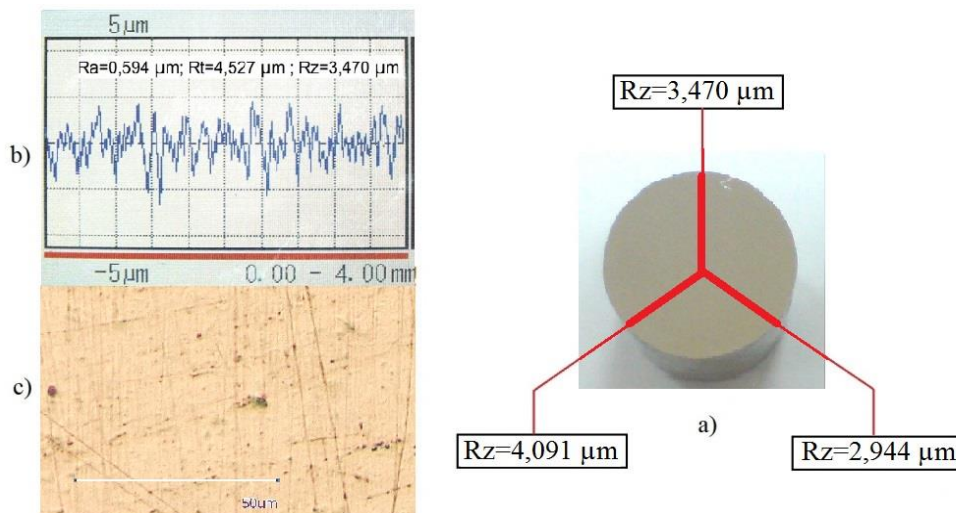 5μm
Ra=0,594 μm; Rt=4,527 μm ; Rz=3,470 μm
b)
-5μm 0.00 - 4.00mm
c)
50μm
Rz=3,470 μm
a)
Rz=4,091 μm
Rz=2,944 μm